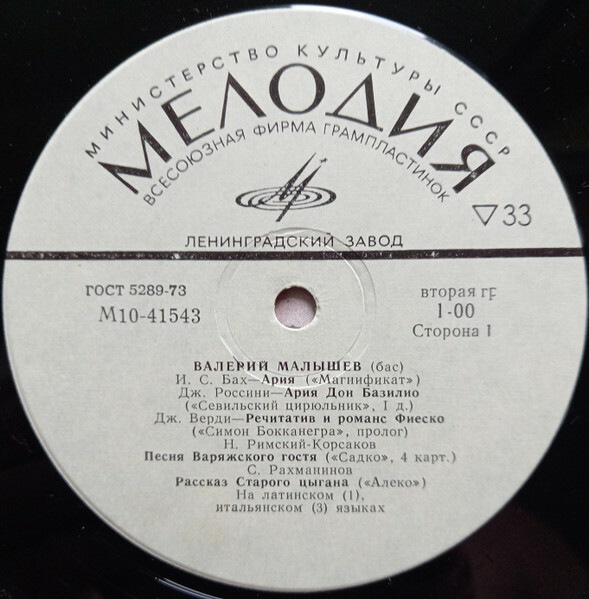 МИНИСТЕРСТВО КУЛЬТУРЫ СССР
МЕЛОДИЯ
ВСЕСОЮЗНАЯ ФИРМА ГРАМПЛАСТИНОК
▽33
ЛЕНИНГРАДСКИЙ ЗАВОД
ГОСТ 5289-73
М10-41543
вторая гр
1-00
Сторона 1
ВАЛЕРИЙ МАЛЫШЕВ (бас)
И. С. Бах—Ария («Магнификат»)
Дж. Россини—Ария Дон Базилио
(«Севильский цирюльник», I д.)
Дж. Верди—Речитатив и романс Фиеско
(«Симон Бокканегра», пролог)
Н. Римский-Корсаков
Песня Варяжского гостя («Садко», 4 карт.)
С. Рахманинов
Рассказ Старого цыгана («Алеко»)
На латинском (1),
итальянском (3) языках